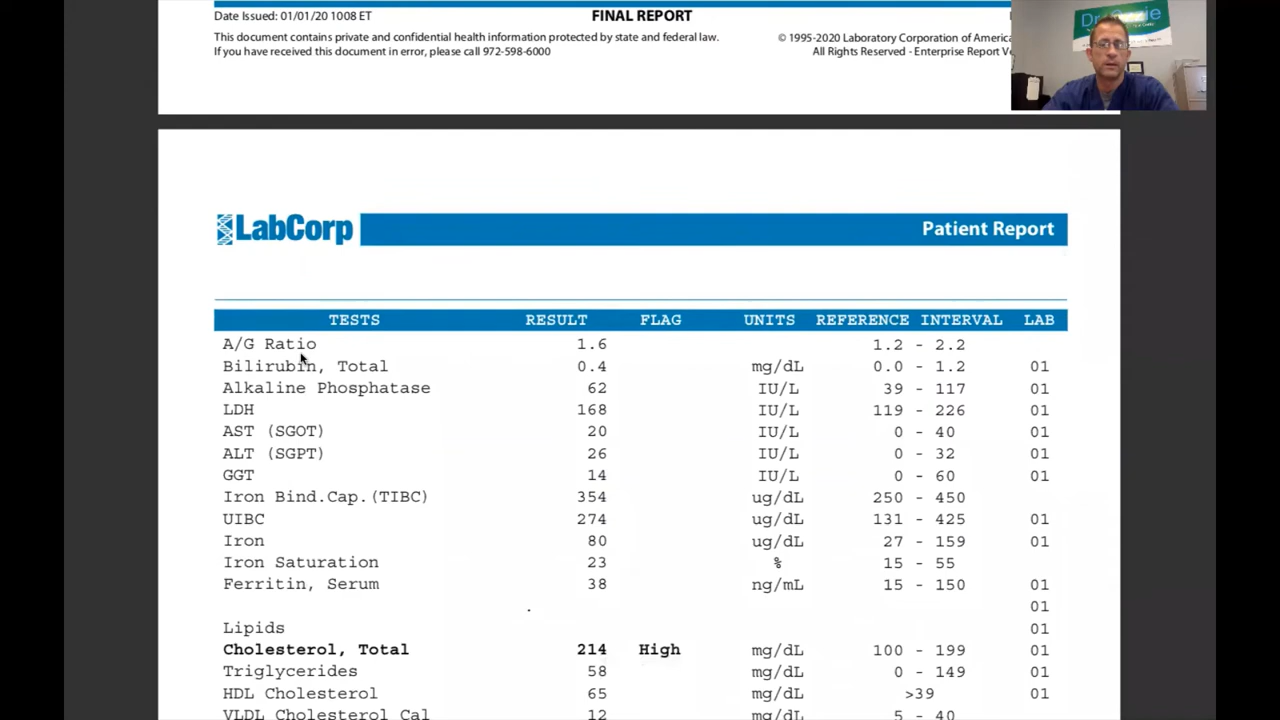 Date Issued: 01/01/20 1008 ET FINAL REPORT
This document contains private and confidential health information protected by state and federal law. © 1995-2020 Laboratory Corporation of America
If you have received this document in error, please call 972-598-6000 All Rights Reserved - Enterprise Report
LabCorp Patient Report
TESTS RESULT FLAG UNITS REFERENCE INTERVAL LAB
A/G Ratio 1.6 1.2 - 2.2
Bilirubin, Total 0.4 mg/dL 0.0 - 1.2 01
Alkaline Phosphatase 62 IU/L 39 - 117 01
LDH 168 IU/L 119 - 226 01
AST (SGOT) 20 IU/L 0 - 40 01
ALT (SGPT) 26 IU/L 0 - 32 01
GGT 14 IU/L 0 - 60 01
Iron Bind.Cap.(TIBC) 354 ug/dL 250 - 450
UIBC 274 ug/dL 131 - 425 01
Iron 80 ug/dL 27 - 159 01
Iron Saturation 23 % 15 - 55
Ferritin, Serum 38 ng/mL 15 - 150 01
01
Lipids 01
Cholesterol, Total 214 High mg/dL 100 - 199 01
Triglycerides 58 mg/dL 0 - 149 01
HDL Cholesterol 65 mg/dL >39 01
VLDL Cholesterol Cal 12 mg/dL 5 - 40